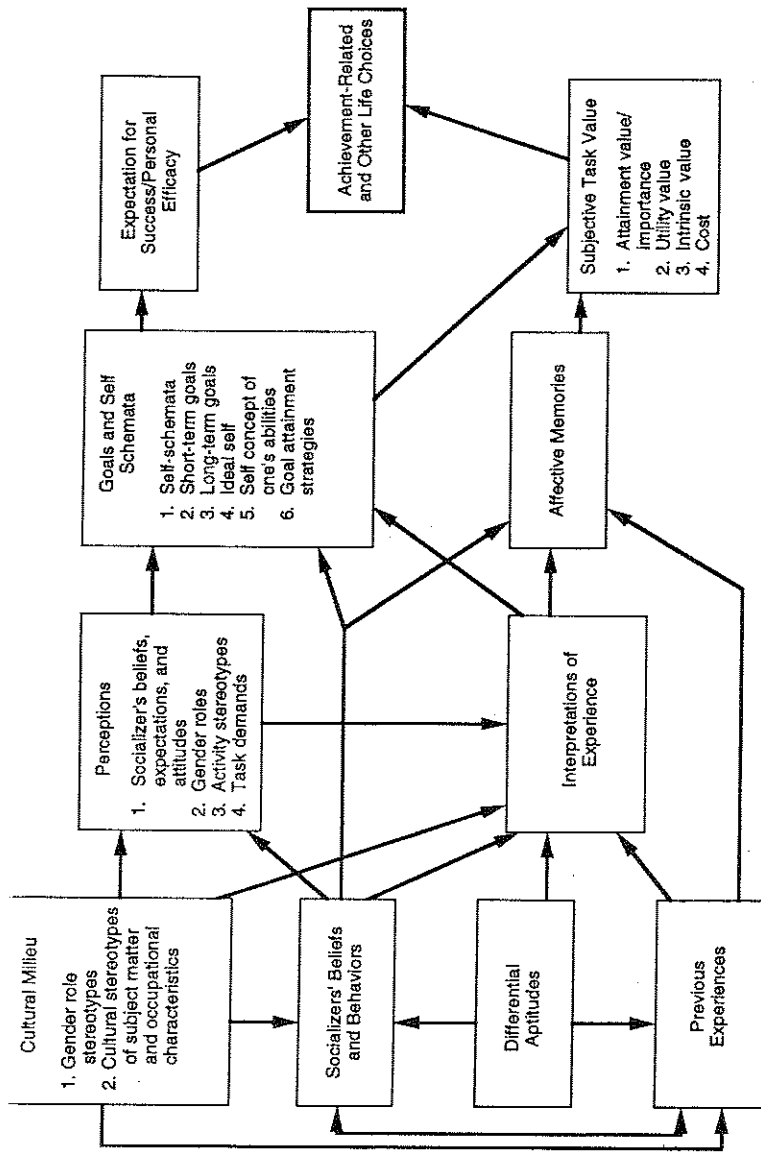 Cultural Milieu
1. Gender role
stereotypes
2. Cultural stereotypes
of subject matter
and occupational
characteristics
Socializers' Beliefs
and Behaviors
Differential
Aptitudes
Previous
Experiences
Perceptions
1. Socializer's beliefs,
expectations, and
attitudes
2. Gender roles
3. Activity stereotypes
4. Task demands
Interpretations of
Experience
Goals and Self
Schemata
1. Self-schemata
2. Short-term goals
3. Long-term goals
4. Ideal self
5. Self concept of
one's abilities
6. Goal attainment
strategies
Affective Memories
Expectation for
Success/Personal
Efficacy
Subjective Task Value
1. Attainment value/
importance
2. Utility value
3. Intrinsic value
4. Cost
Achievement-Related
and Other Life Choices